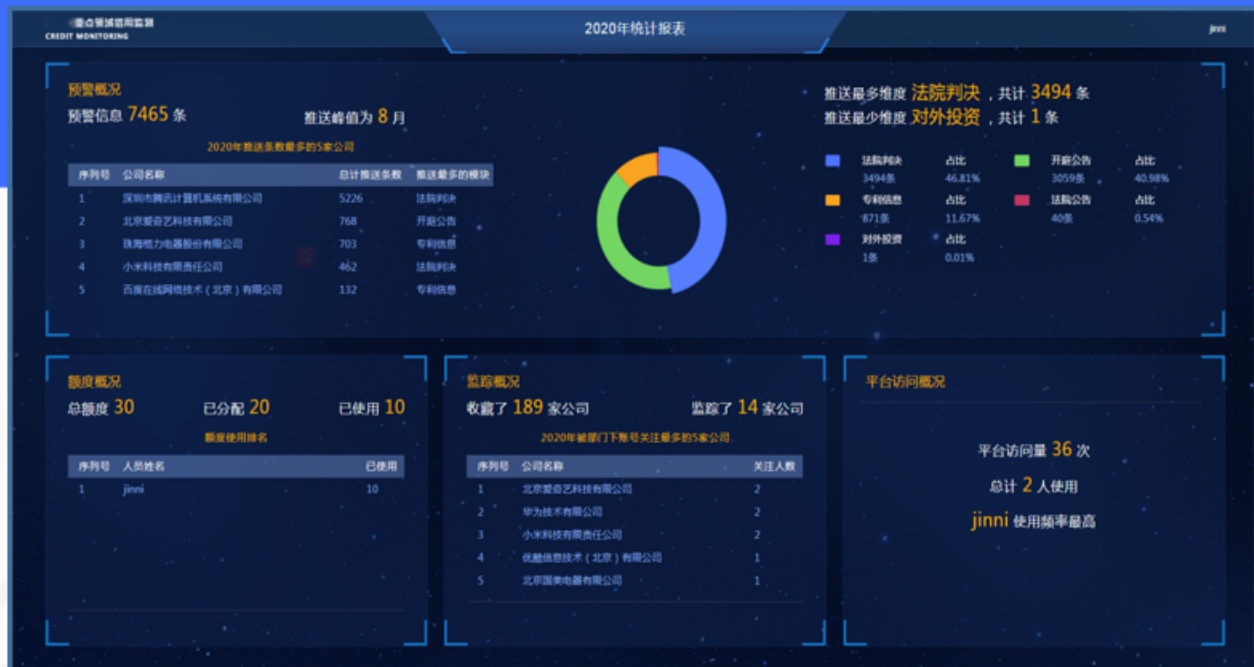 重点领域信用监测
CREDIT MONITORING
2020年统计报表
jinni
预警概况
预警信息 7465 条 推送峰值为 8 月
2020年推送条数最多的5家公司
序列号 公司名称 总计推送条数 推送最多的模块
1 深圳市腾讯计算机系统有限公司 5226 法院判决
2 北京爱奇艺科技有限公司 768 开庭公告
3 珠海格力电器股份有限公司 703 专利信息
4 小米科技有限责任公司 462 法院判决
5 百度在线网络技术（北京）有限公司 132 专利信息
推送最多维度 法院判决 ，共计 3494 条
推送最少维度 对外投资 ，共计 1 条
法院判决 占比 开庭公告 占比
3494条 46.81% 3059条 40.98%
专利信息 占比 法院公告 占比
871条 11.67% 40条 0.54%
对外投资 占比
1条 0.01%
额度概况
总额度 30 已分配 20 已使用 10
额度使用排名
序列号 人员姓名 已使用
1 jinni 10
监踪概况
收藏了 189 家公司 监踪了 14 家公司
2020年被部门下账号关注最多的5家公司
序列号 公司名称 关注人数
1 北京爱奇艺科技有限公司 2
2 华为技术有限公司 2
3 小米科技有限责任公司 2
4 优酷信息技术（北京）有限公司 1
5 北京国美电器有限公司 1
平台访问概况
平台访问量 36 次
总计 2 人使用
jinni 使用频率最高